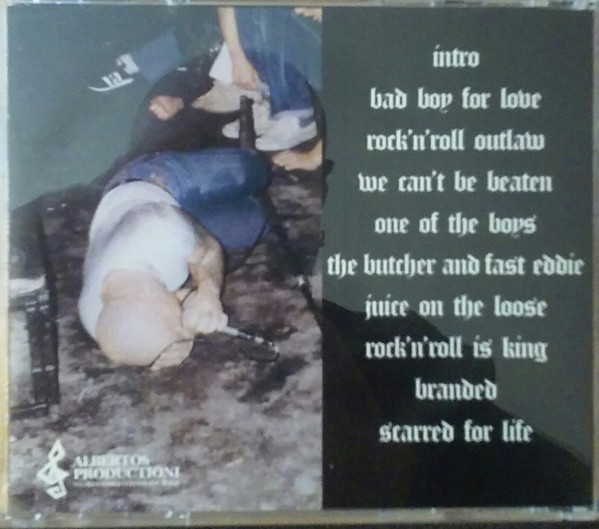 intro
bad boy for love
rock'n'roll outlaw
we can't be beaten
one of the boys
the butcher and fast eddie
juice on the loose
rock'n'roll is king
branded
scarred for life
ALBERTOS
PRODUCTIONS